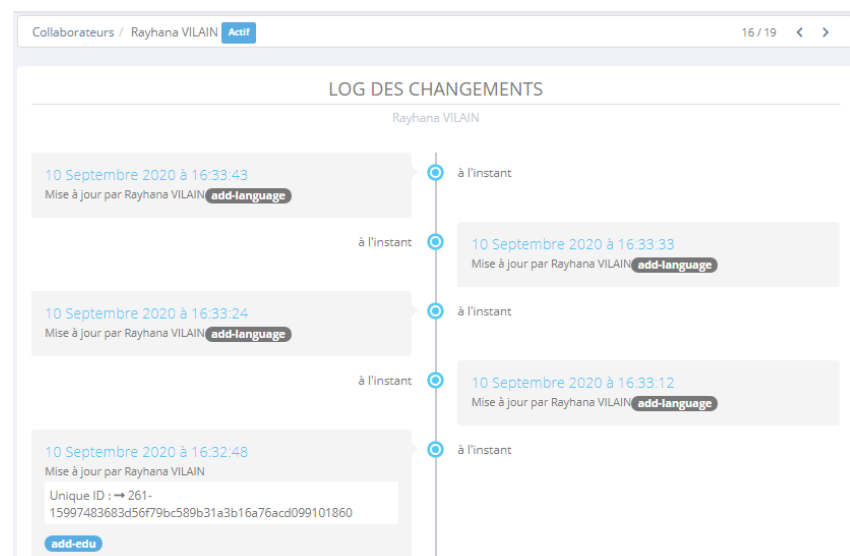 Collaborateurs / Rayhana VILAIN Actif
16 / 19
LOG DES CHANGEMENTS
Rayhana VILAIN
10 Septembre 2020 à 16:33:43
Mise à jour par Rayhana VILAIN add-language
à l'instant
à l'instant
10 Septembre 2020 à 16:33:33
Mise à jour par Rayhana VILAIN add-language
10 Septembre 2020 à 16:33:24
Mise à jour par Rayhana VILAIN add-language
à l'instant
à l'instant
10 Septembre 2020 à 16:33:12
Mise à jour par Rayhana VILAIN add-language
10 Septembre 2020 à 16:32:48
Mise à jour par Rayhana VILAIN
à l'instant
Unique ID : → 261-
15997483683d56f79bc589b31a3b16a76acd099101860
add-edu